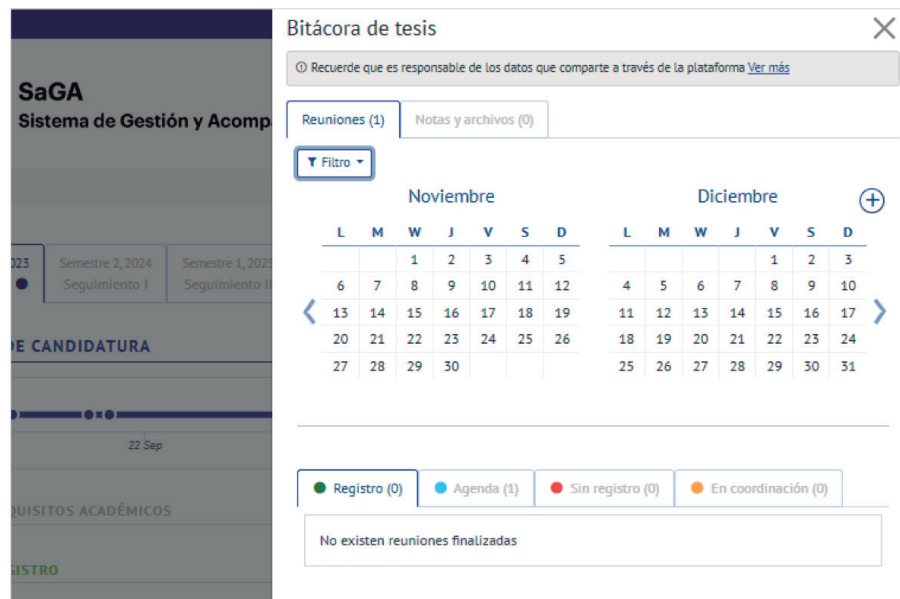 Bitácora de tesis
Recuerde que es responsable de los datos que comparte a través de la plataforma Ver más
SaGA
Sistema de Gestión y Acomp
Reuniones (1) Notas y archivos (0)
Filtro
Noviembre Diciembre
L M W J V S D L M W J V S D
1 2 3 4 5 1 2 3
6 7 8 9 10 11 12 4 5 6 7 8 9 10
13 14 15 16 17 18 19 11 12 13 14 15 16 17
20 21 22 23 24 25 26 18 19 20 21 22 23 24
27 28 29 30 25 26 27 28 29 30 31
023 Semestre 2, 2024 Semestre 1, 2025
Seguimiento I Seguimiento II
DE CANDIDATURA
22 Sep
QUISITOS ACADÉMICOS
GISTRO
Registro (0) Agenda (1) Sin registro (0) En coordinación (0)
No existen reuniones finalizadas